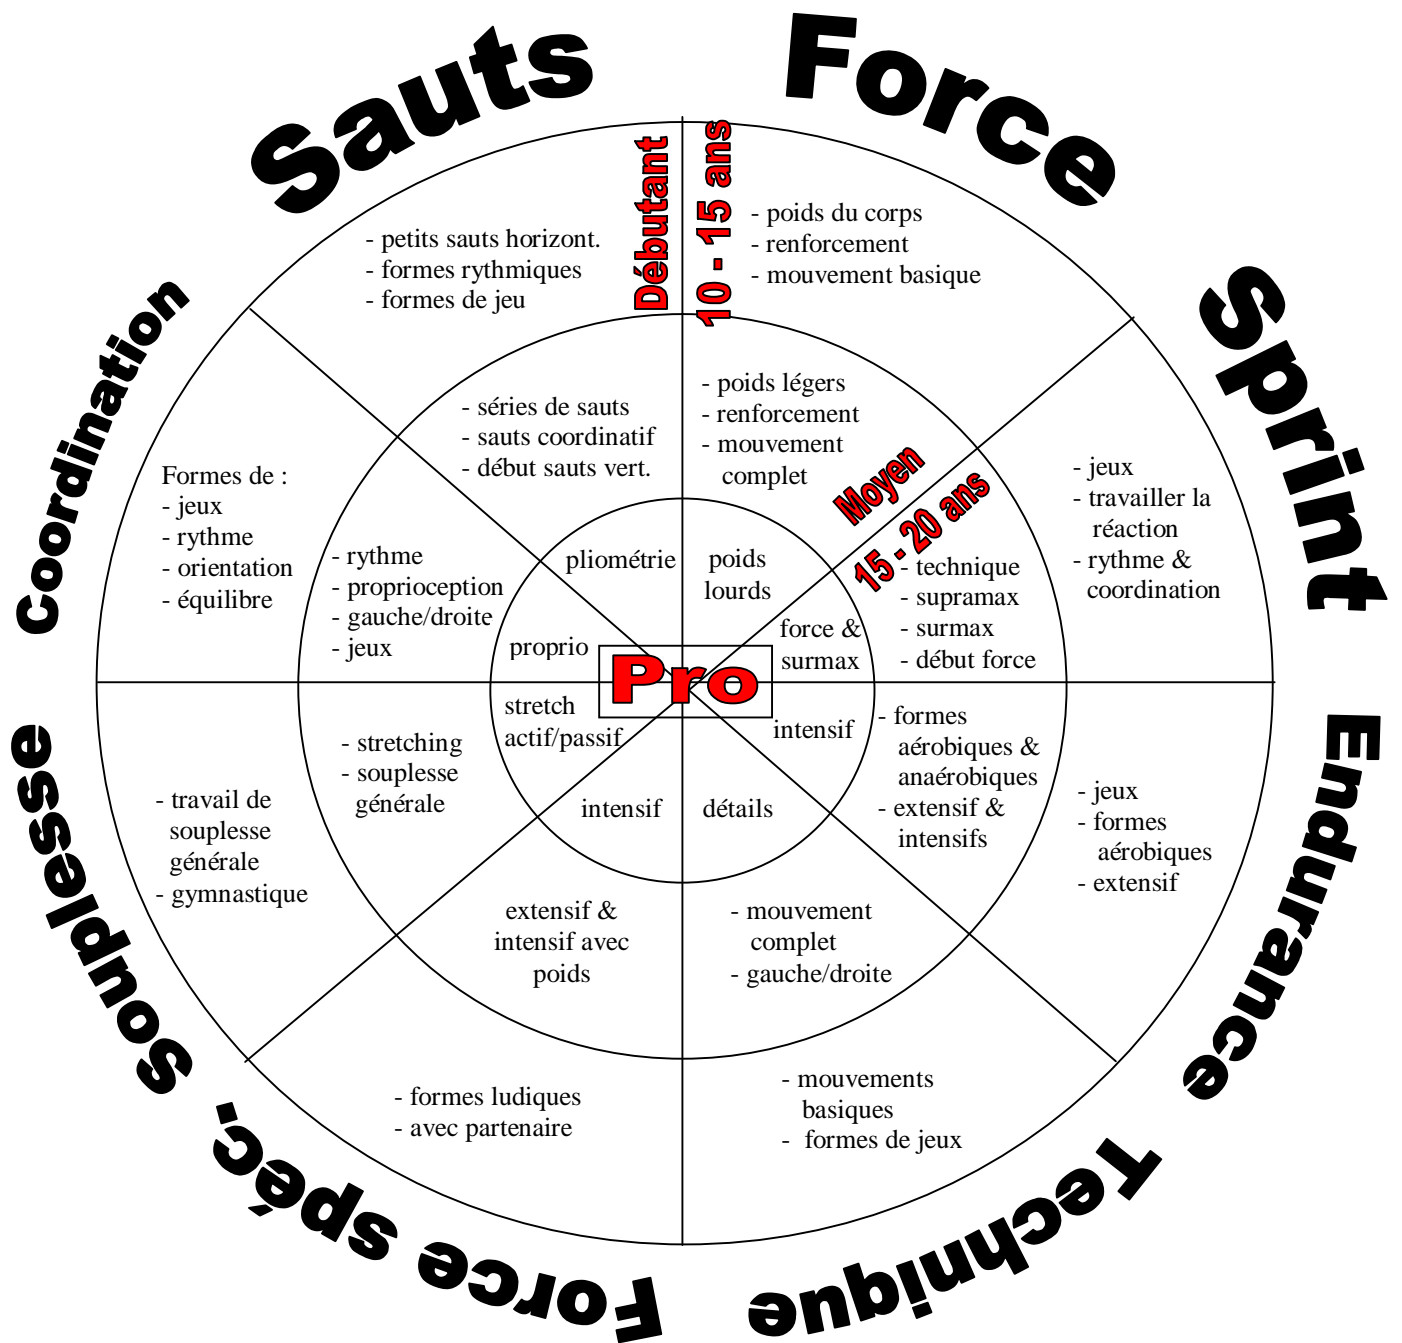 Sauts
Force
Sprint
Endurance
Technique
Force spéc.
Souplesse
Coordination
Débutant
10 - 15 ans
- petits sauts horizont.
- formes rythmiques
- formes de jeu
- poids du corps
- renforcement
- mouvement basique
- jeux
- travailler la
réaction
- rythme &
coordination
- jeux
- formes
aérobiques
- extensif
- mouvements
basiques
- formes de jeux
- formes ludiques
- avec partenaire
- travail de
souplesse
générale
- gymnastique
Formes de :
- jeux
- rythme
- orientation
- équilibre
Moyen
15 - 20 ans
- séries de sauts
- sauts coordinatif
- début sauts vert.
- poids légers
- renforcement
- mouvement
complet
- technique
- supramax
- surmax
- début force
- formes
aérobiques &
anaérobiques
- extensif &
intensifs
- mouvement
complet
- gauche/droite
extensif &
intensif avec
poids
- stretching
- souplesse
générale
- rythme
- proprioception
- gauche/droite
- jeux
Pro
pliométrie
poids
lourds
force &
surmax
intensif
détails
intensif
stretch
actif/passif
proprio